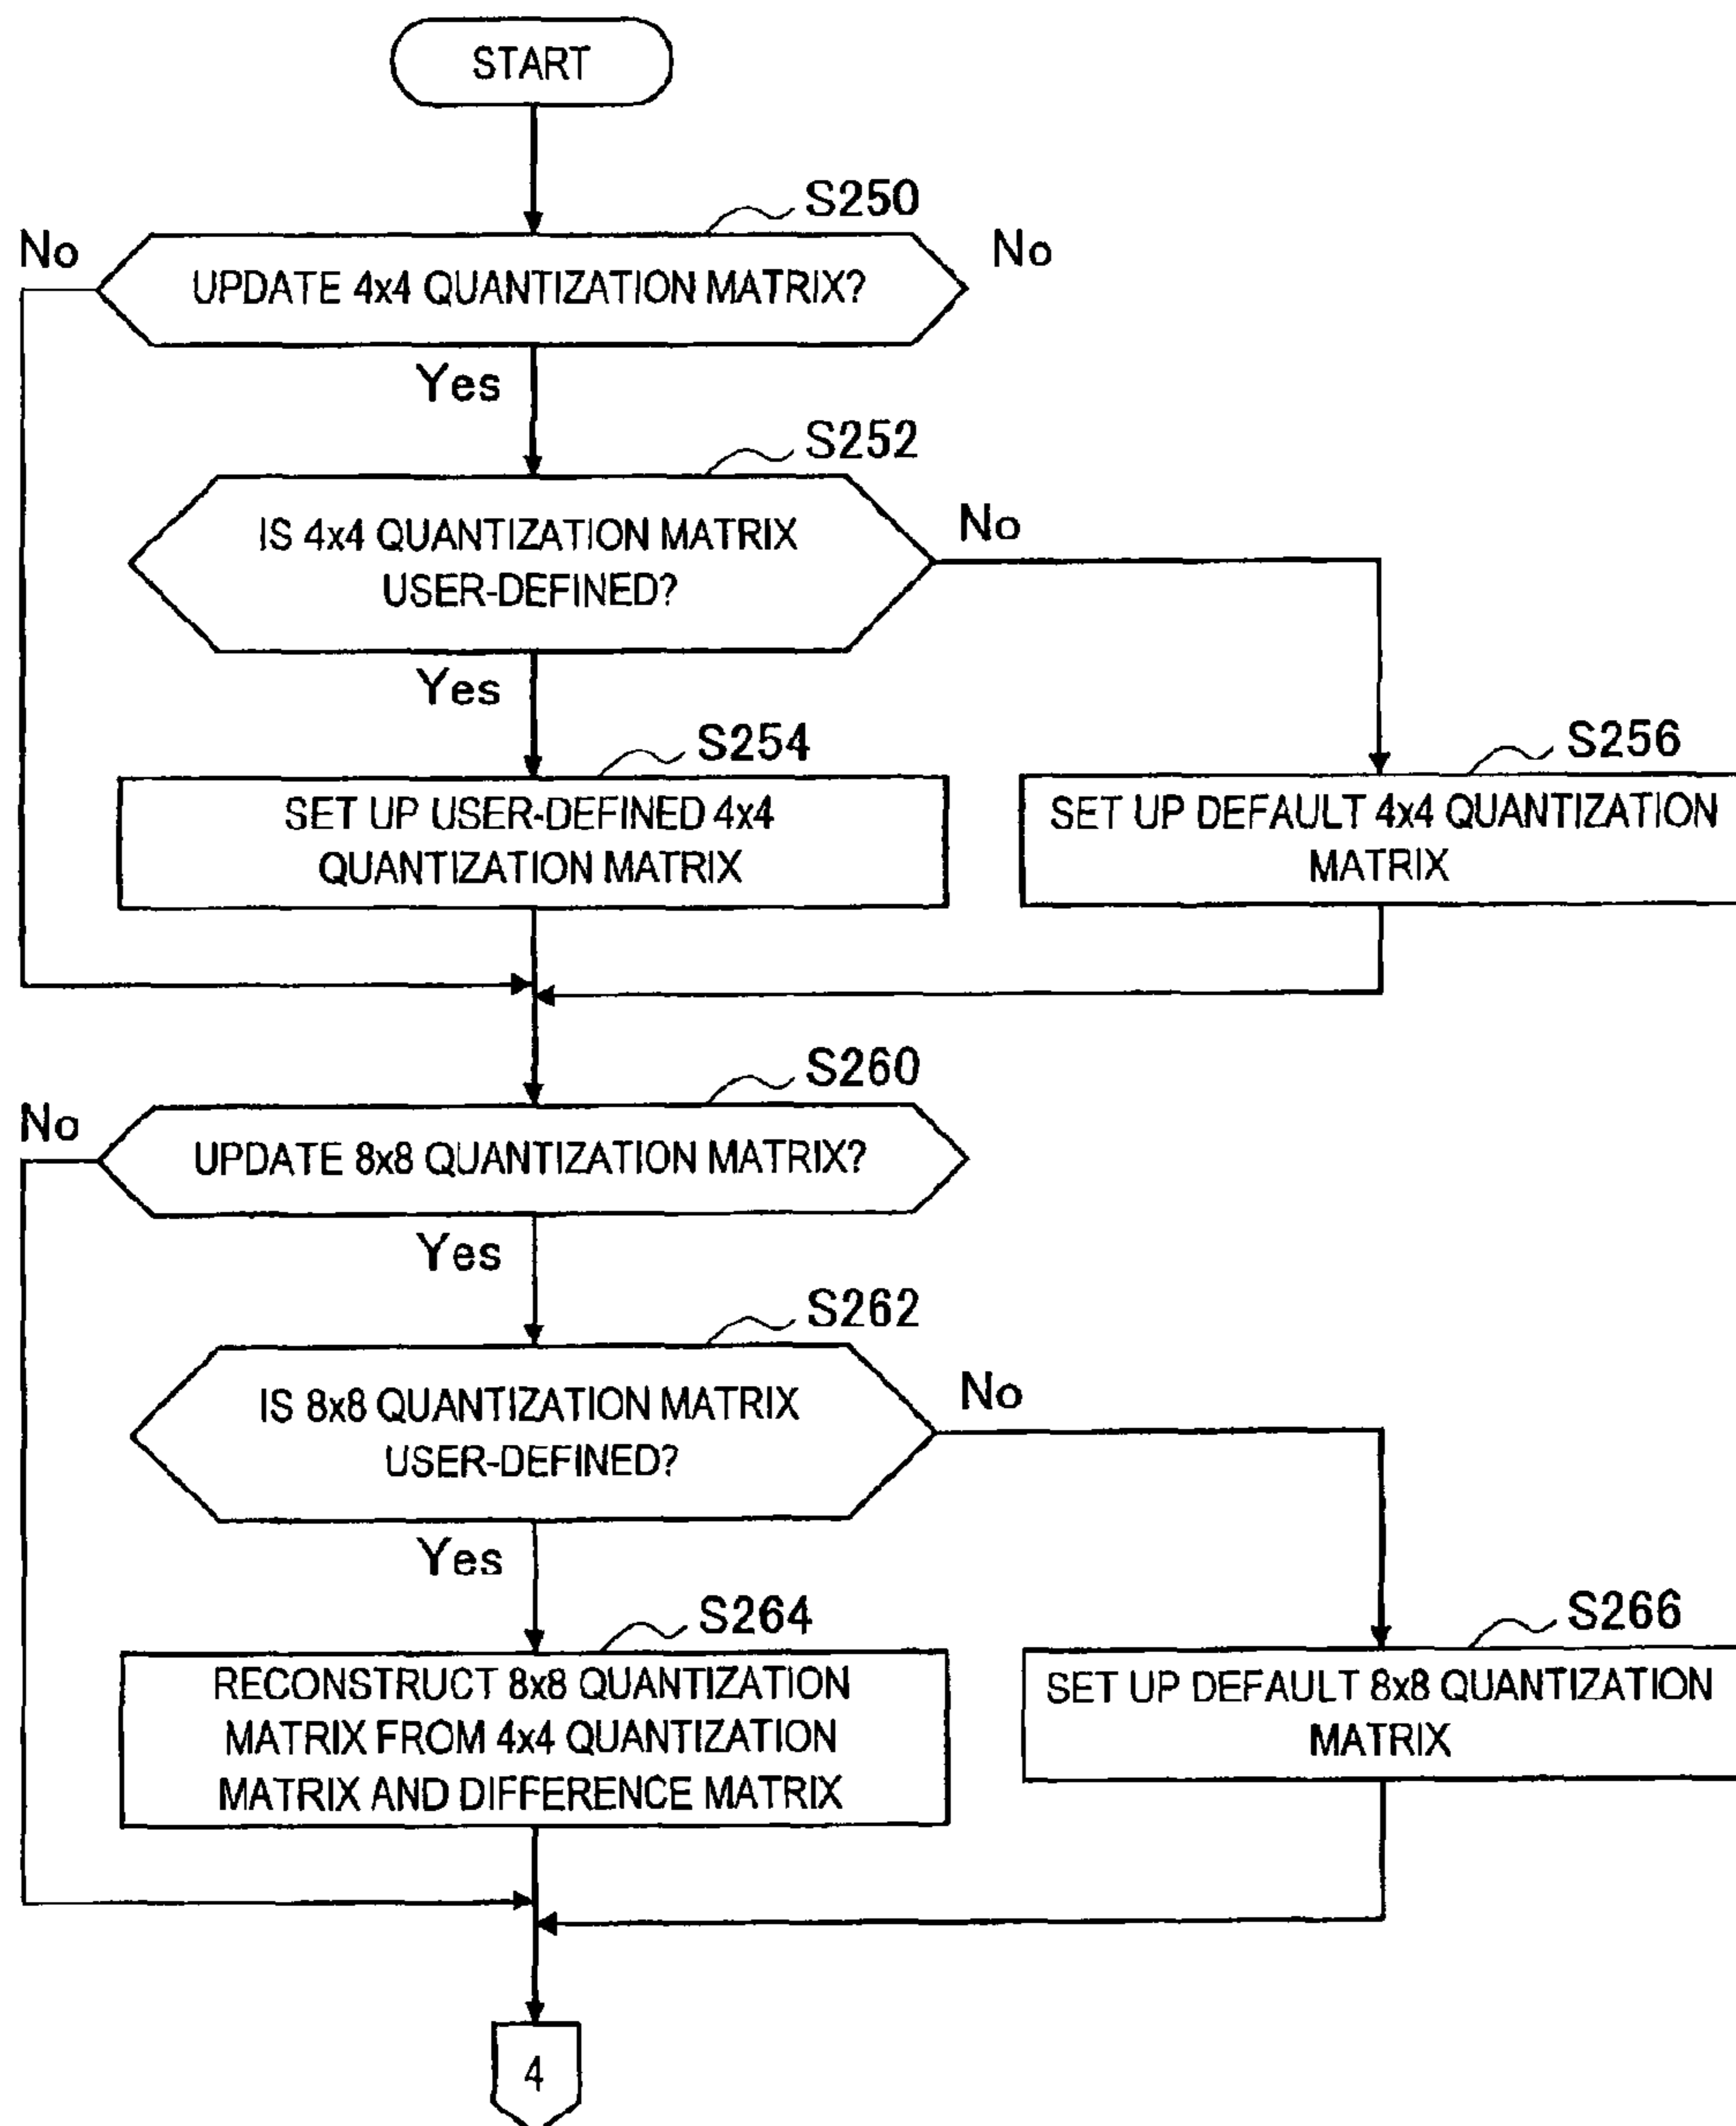 START
S250
No
No
UPDATE 4x4 QUANTIZATION MATRIX?
Yes
S252
IS 4x4 QUANTIZATION MATRIX
USER-DEFINED?
No
Yes
S254
S256
SET UP USER-DEFINED 4x4
QUANTIZATION MATRIX
SET UP DEFAULT 4x4 QUANTIZATION
MATRIX
S260
No
UPDATE 8x8 QUANTIZATION MATRIX?
Yes
S262
IS 8x8 QUANTIZATION MATRIX
USER-DEFINED?
No
Yes
S264
S266
RECONSTRUCT 8x8 QUANTIZATION
MATRIX FROM 4x4 QUANTIZATION
MATRIX AND DIFFERENCE MATRIX
SET UP DEFAULT 8x8 QUANTIZATION
MATRIX
4